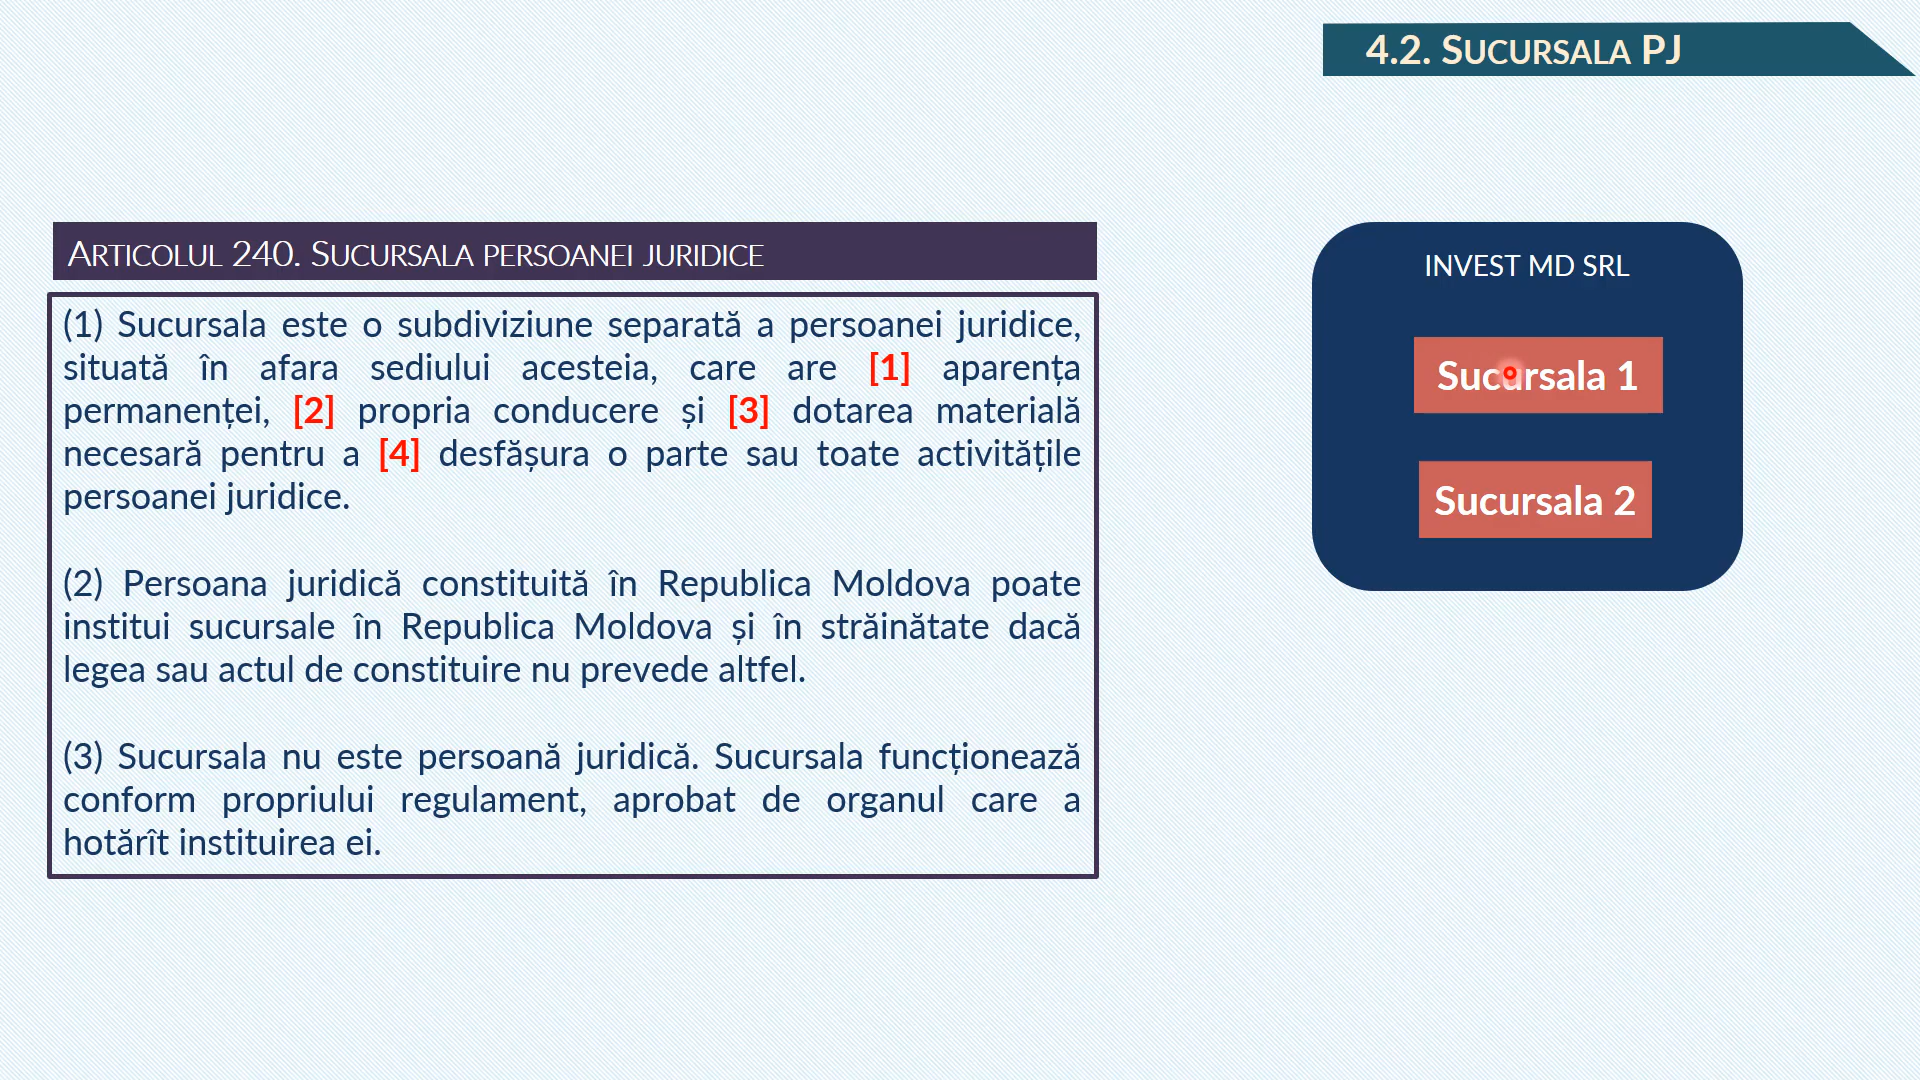 4.2. SUCURSALA PJ
ARTICOLUL 240. SUCURSALA PERSOANEI JURIDICE
(1) Sucursala este o subdiviziune separată a persoanei juridice,
situată în afara sediului acesteia, care are [1] aparența
permanenței, [2] propria conducere și [3] dotarea materială
necesară pentru a [4] desfășura o parte sau toate activitățile
persoanei juridice.
(2) Persoana juridică constituită în Republica Moldova poate
institui sucursale în Republica Moldova și în străinătate dacă
legea sau actul de constituire nu prevede altfel.
(3) Sucursala nu este persoană juridică. Sucursala funcționează
conform propriului regulament, aprobat de organul care a
hotărît instituirea ei.
INVEST MD SRL
Sucursala 1
Sucursala 2